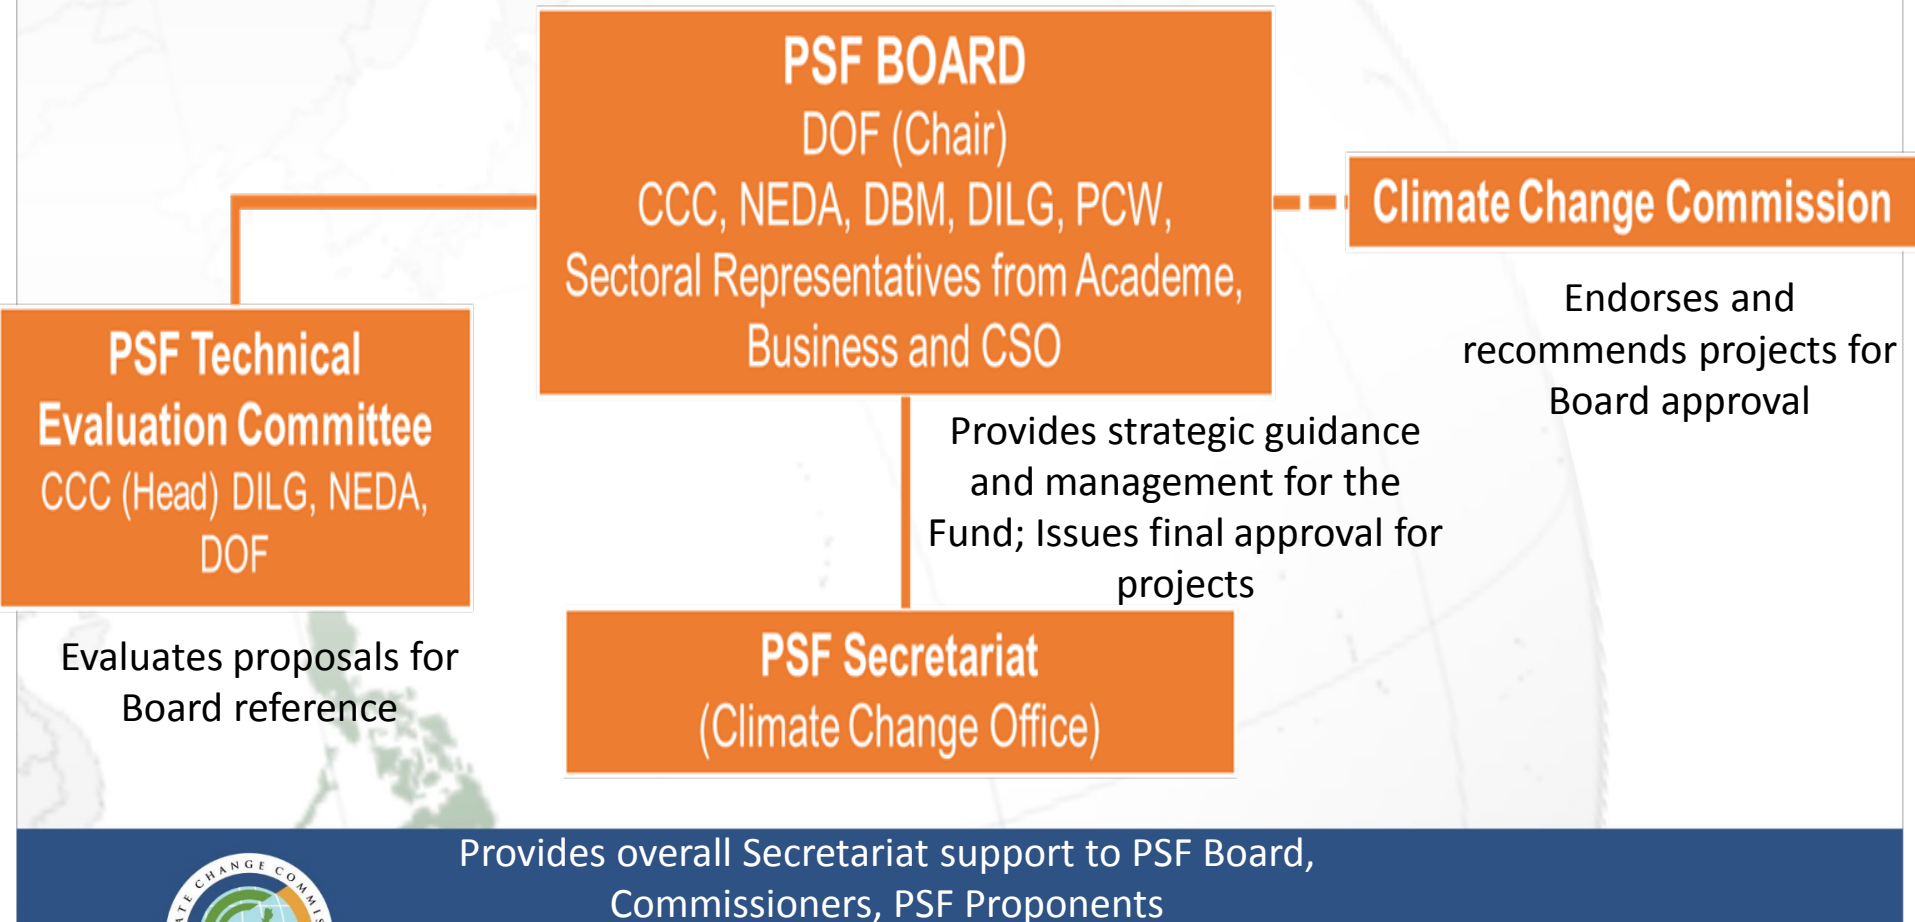 PSF BOARD
DOF (Chair)
CCC, NEDA, DBM, DILG, PCW,
Sectoral Representatives from Academe,
Business and CSO
Climate Change Commission
Endorses and
recommends projects for
Board approval
PSF Technical
Evaluation Committee
CCC (Head) DILG, NEDA,
DOF
Evaluates proposals for
Board reference
Provides strategic guidance
and management for the
Fund; Issues final approval for
projects
PSF Secretariat
(Climate Change Office)
Provides overall Secretariat support to PSF Board,
Commissioners, PSF Proponents
CHANGE